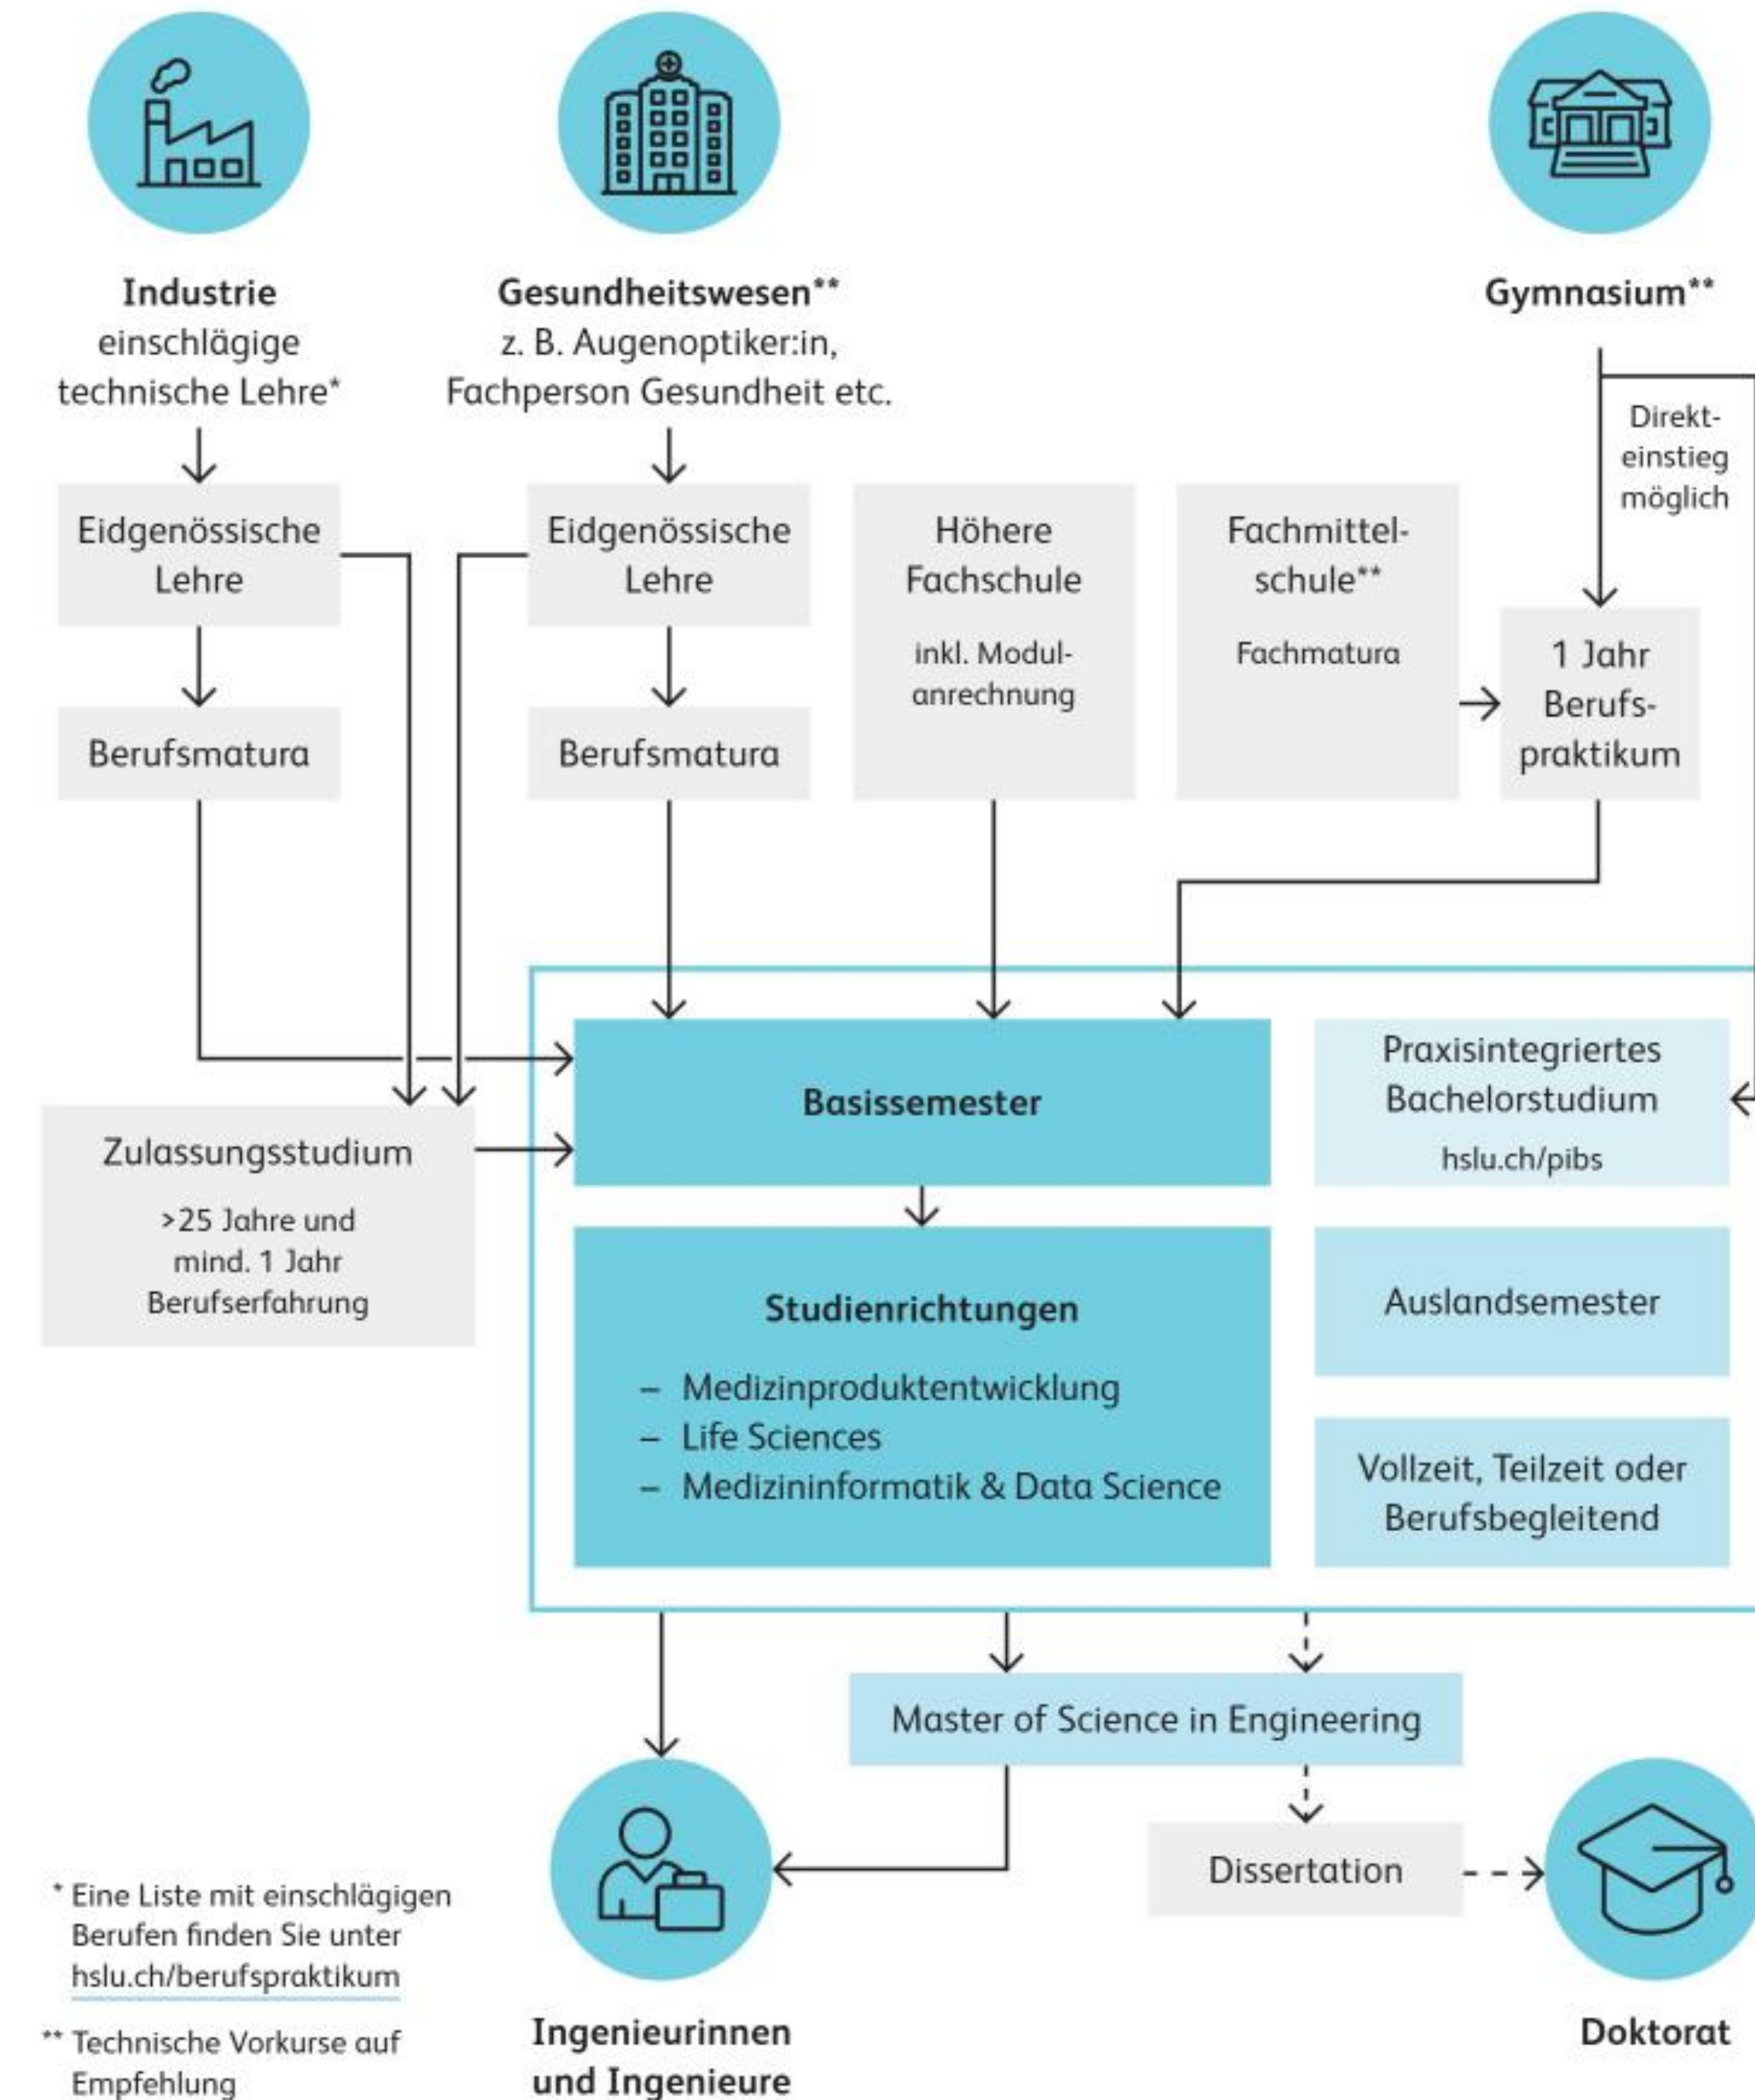 Industrie
einschlägige
technische Lehre*
Gesundheitswesen**
z. B. Augenoptiker:in,
Fachperson Gesundheit etc.
Gymnasium**
Direkt-
einstieg
möglich
Eidgenössische
Lehre
Eidgenössische
Lehre
Höhere
Fachschule
inkl. Modul-
anrechnung
Fachmittel-
schule**
Fachmatura
1 Jahr
Berufs-
praktikum
Berufsmatura
Berufsmatura
Basissemester
Praxisintegriertes
Bachelorstudium
hslu.ch/pibs
Zulassungsstudium
>25 Jahre und
mind. 1 Jahr
Berufserfahrung
Studienrichtungen
– Medizinproduktentwicklung
– Life Sciences
– Medizininformatik & Data Science
Auslandsemester
Vollzeit, Teilzeit oder
Berufsbegleitend
Master of Science in Engineering
Dissertation
* Eine Liste mit einschlägigen
Berufen finden Sie unter
hslu.ch/berufspraktikum
** Technische Vorkurse auf
Empfehlung
Ingenieurinnen
und Ingenieure
Doktorat